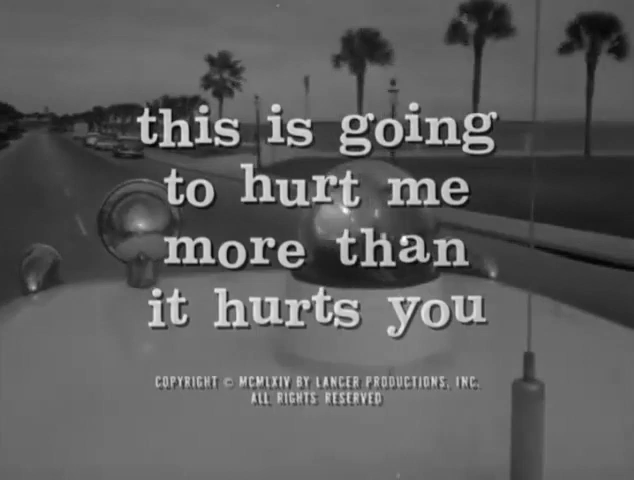 this is going
to hurt me
more than
it hurts you
COPYRIGHT © MCMLXIV BY LANCER PRODUCTIONS, INC.
ALL RIGHTS RESERVED